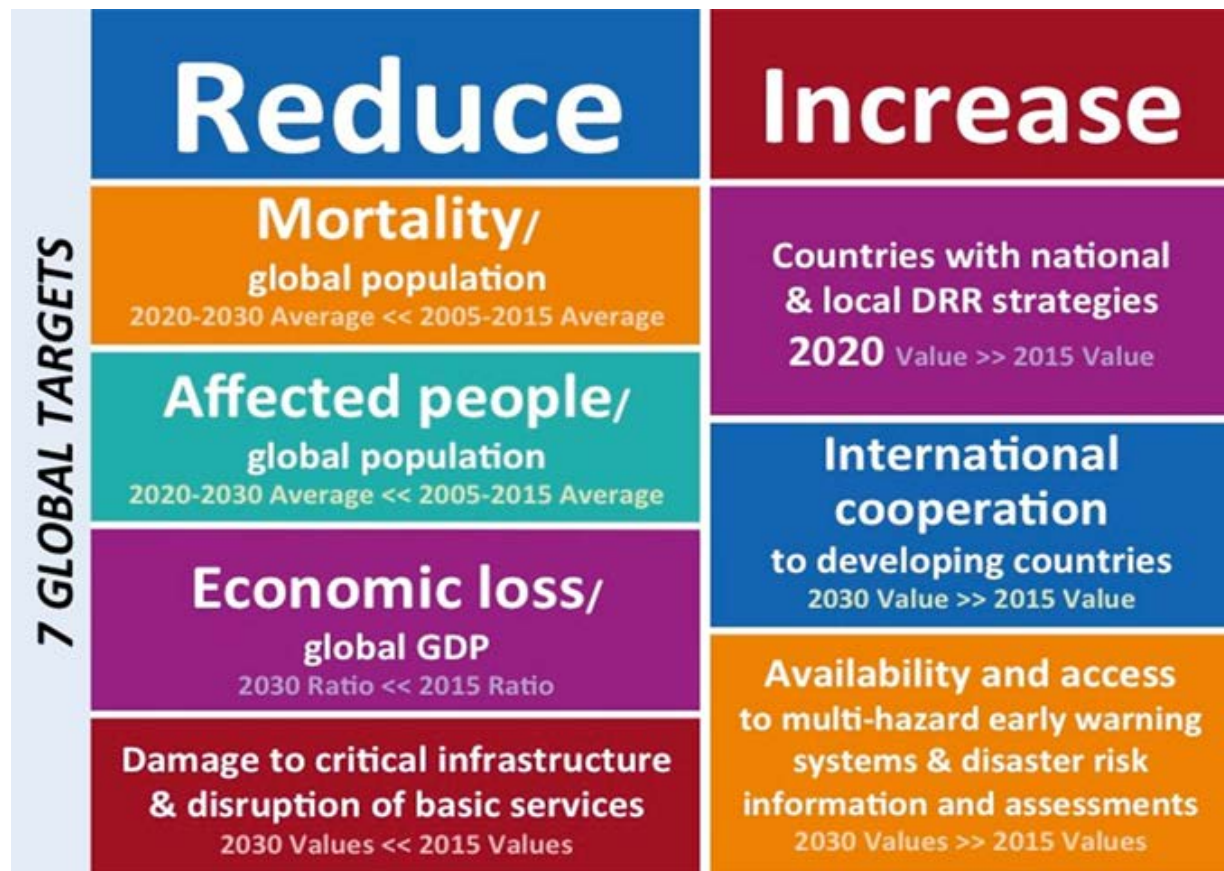 7 GLOBAL TARGETS
Reduce
Mortality/
global population
2020-2030 Average << 2005-2015 Average
Affected people/
global population
2020-2030 Average << 2005-2015 Average
Economic loss/
global GDP
2030 Ratio << 2015 Ratio
Damage to critical infrastructure
& disruption of basic services
2030 Values << 2015 Values
Increase
Countries with national
& local DRR strategies
2020 Value >> 2015 Value
International
cooperation
to developing countries
2030 Value >> 2015 Value
Availability and access
to multi-hazard early warning
systems & disaster risk
information and assessments
2030 Values >> 2015 Values